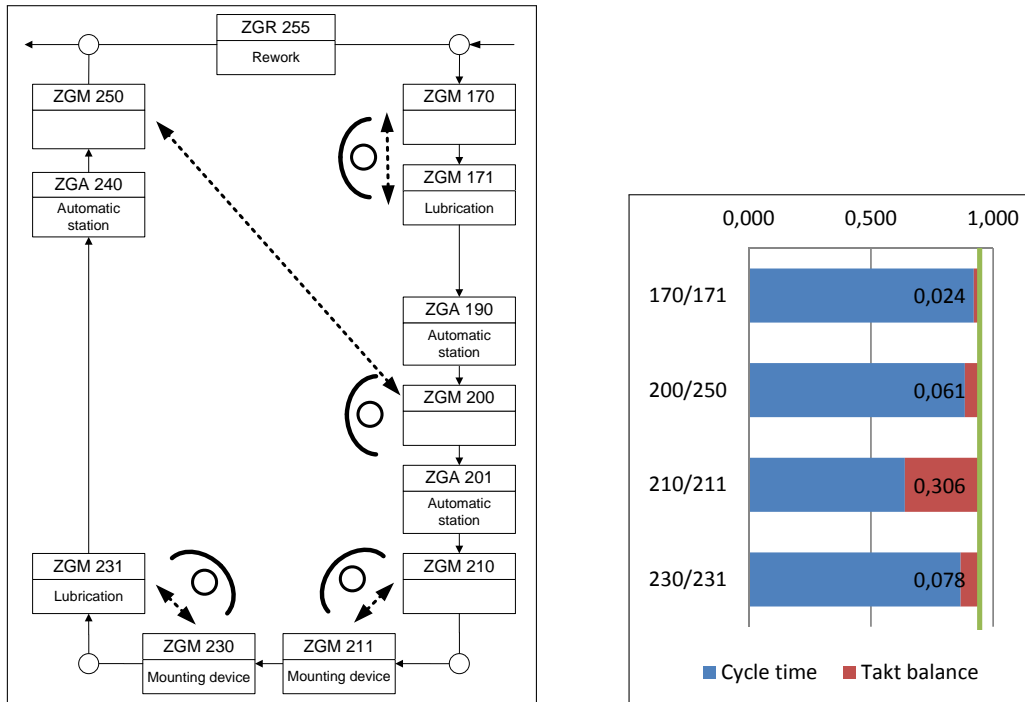 ZGR 255
Rework
ZGM 250
ZGM 170
ZGM 171
Lubrication
ZGA 240
Automatic
station
ZGA 190
Automatic
station
ZGM 200
ZGA 201
Automatic
station
ZGM 231
Lubrication
ZGM 210
ZGM 230
Mounting device
ZGM 211
Mounting device
0,000 0,500 1,000
170/171 0,024
200/250 0,061
210/211 0,306
230/231 0,078
Cycle time Takt balance